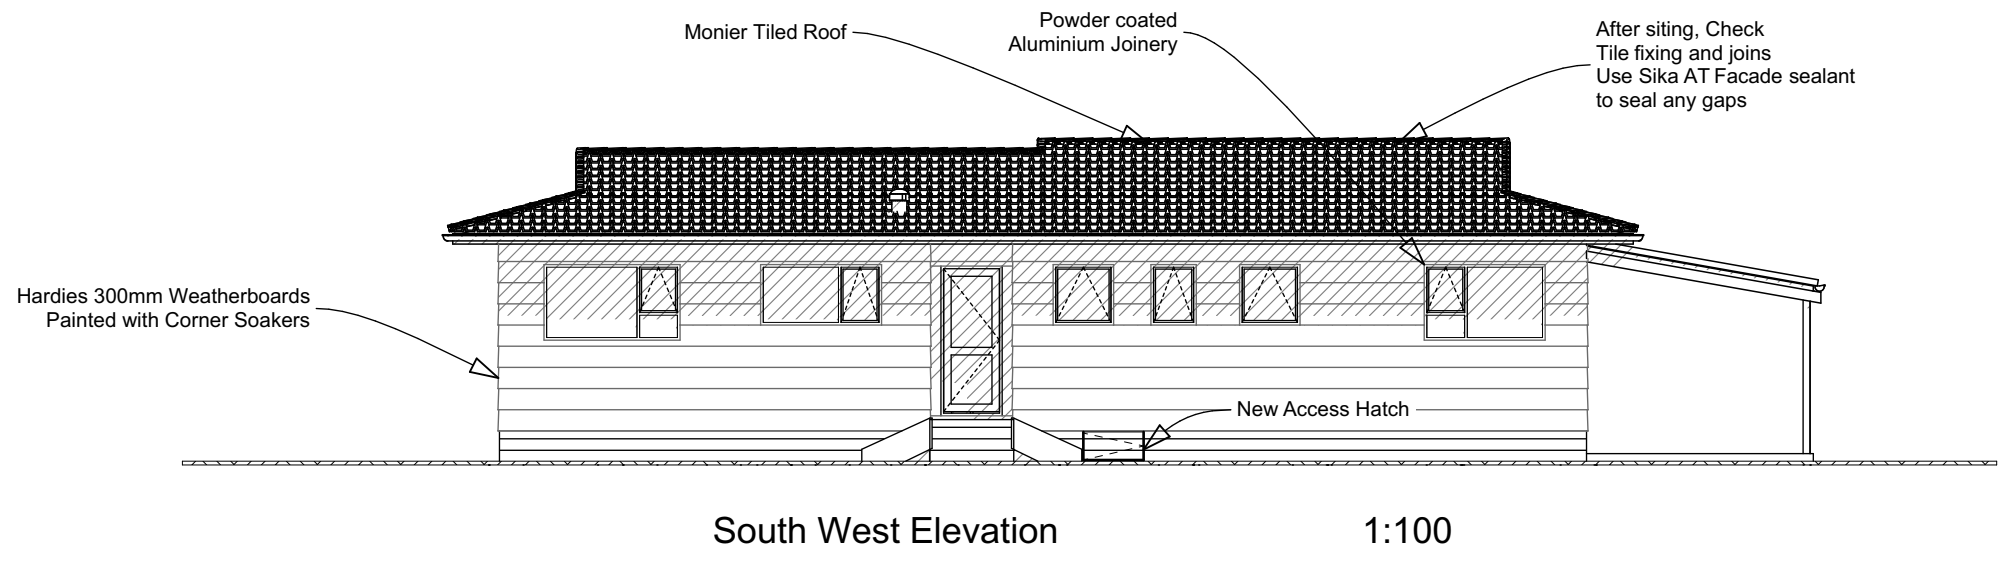 Monier Tiled Roof
Powder coated
Aluminium Joinery
After siting, Check
Tile fixing and joins
Use Sika AT Facade sealant
to seal any gaps
Hardies 300mm Weatherboards
Painted with Corner Soakers
New Access Hatch
South West Elevation
1:100